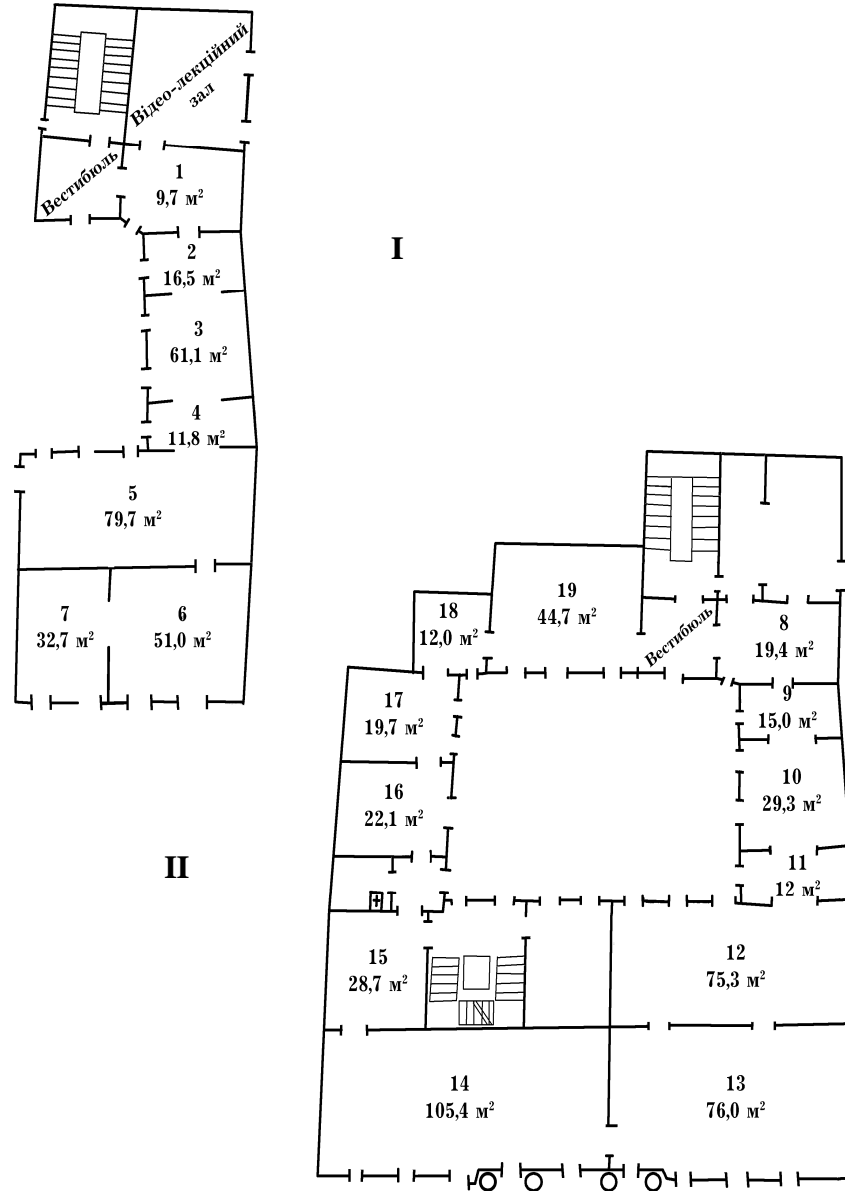 Відео-лекційний
зал
Вестибюль
1
9,7 м²
2
16,5 м²
3
61,1 м²
4
11,8 м²
5
79,7 м²
7
32,7 м²
6
51,0 м²
I
II
19
44,7 м²
18
12,0 м²
Вестибюль
8
19,4 м²
9
15,0 м²
17
19,7 м²
10
29,3 м²
16
22,1 м²
11
12 м²
15
28,7 м²
12
75,3 м²
14
105,4 м²
13
76,0 м²